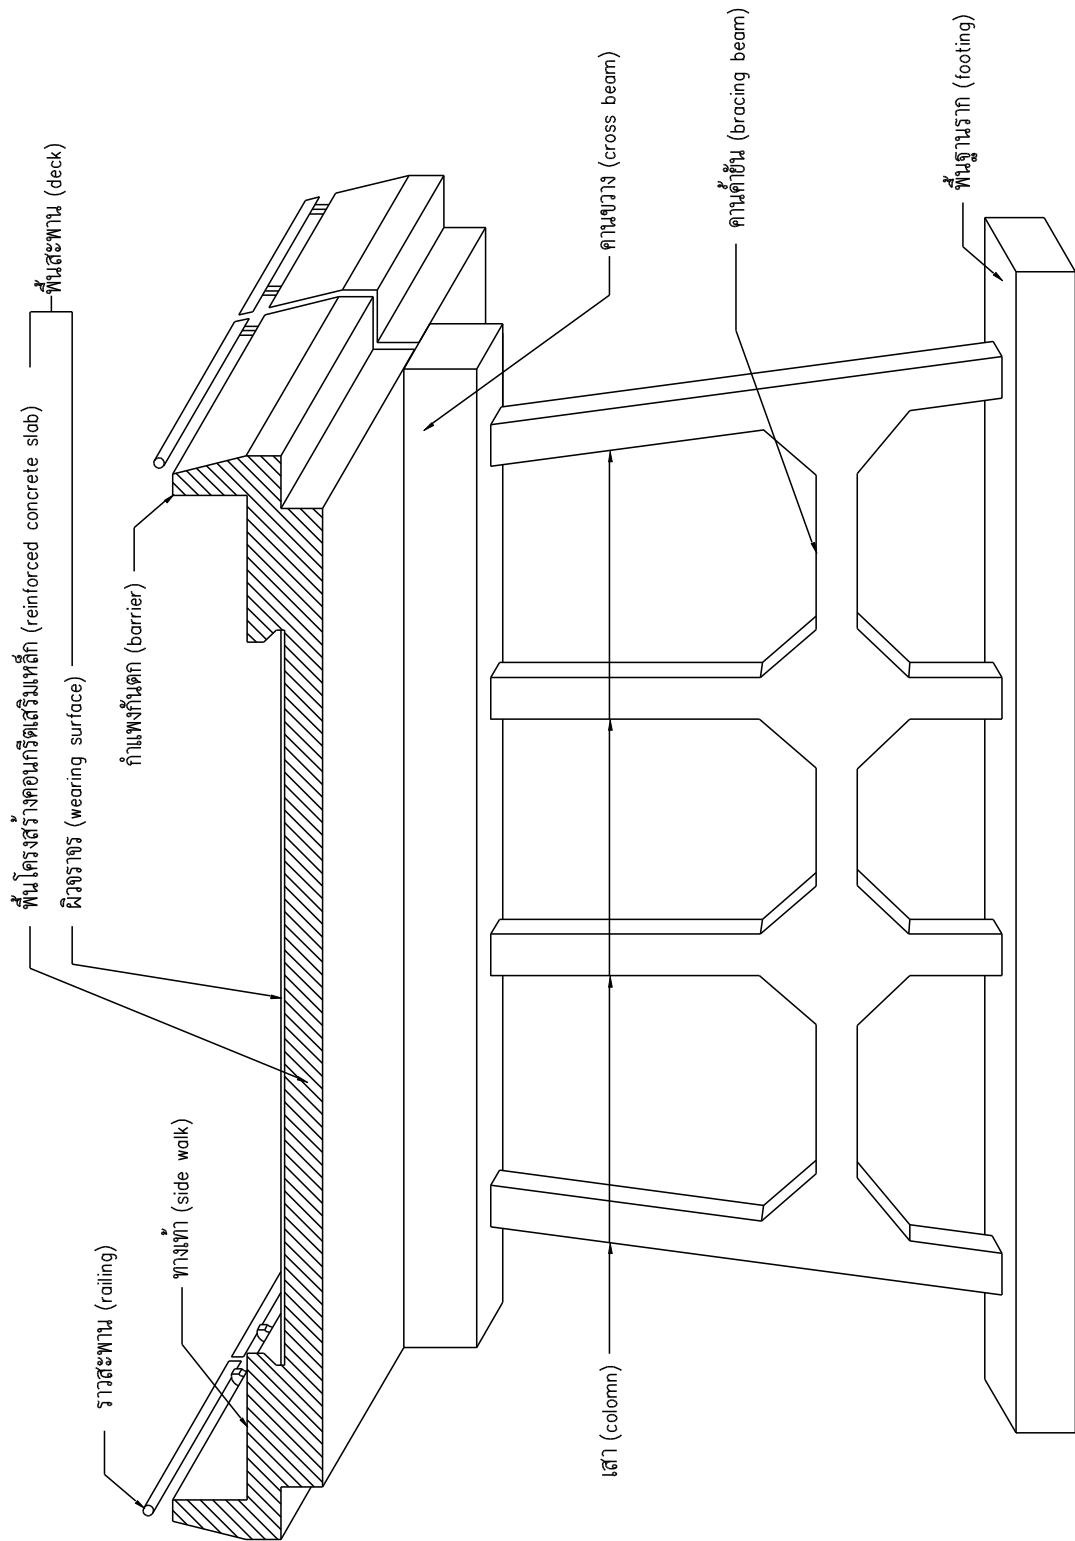 พื้นโครงสร้างคอนกรีตเสริมเหล็ก (reinforced concrete slab)
ผิวจราจร (wearing surface)
พื้นสะพาน (deck)
ราวสะพาน (railing)
กำแพงกันตก (barrier)
ทางเท้า (side walk)
เสา (colomn)
คานขวาง (cross beam)
คานค้ำยัน (bracing beam)
พื้นฐานราก (footing)